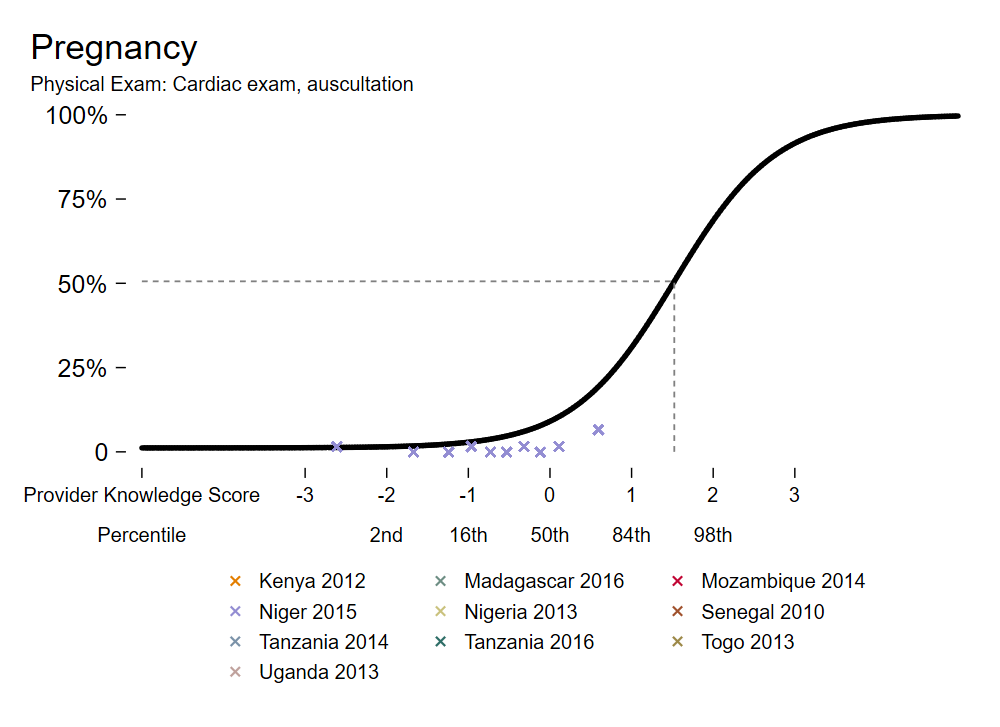 Pregnancy
Physical Exam: Cardiac exam, auscultation
100%
75%
50%
25%
0
Provider Knowledge Score -3 -2 -1 0 1 2 3
Percentile 2nd 16th 50th 84th 98th
Kenya 2012 Madagascar 2016 Mozambique 2014
Niger 2015 Nigeria 2013 Senegal 2010
Tanzania 2014 Tanzania 2016 Togo 2013
Uganda 2013